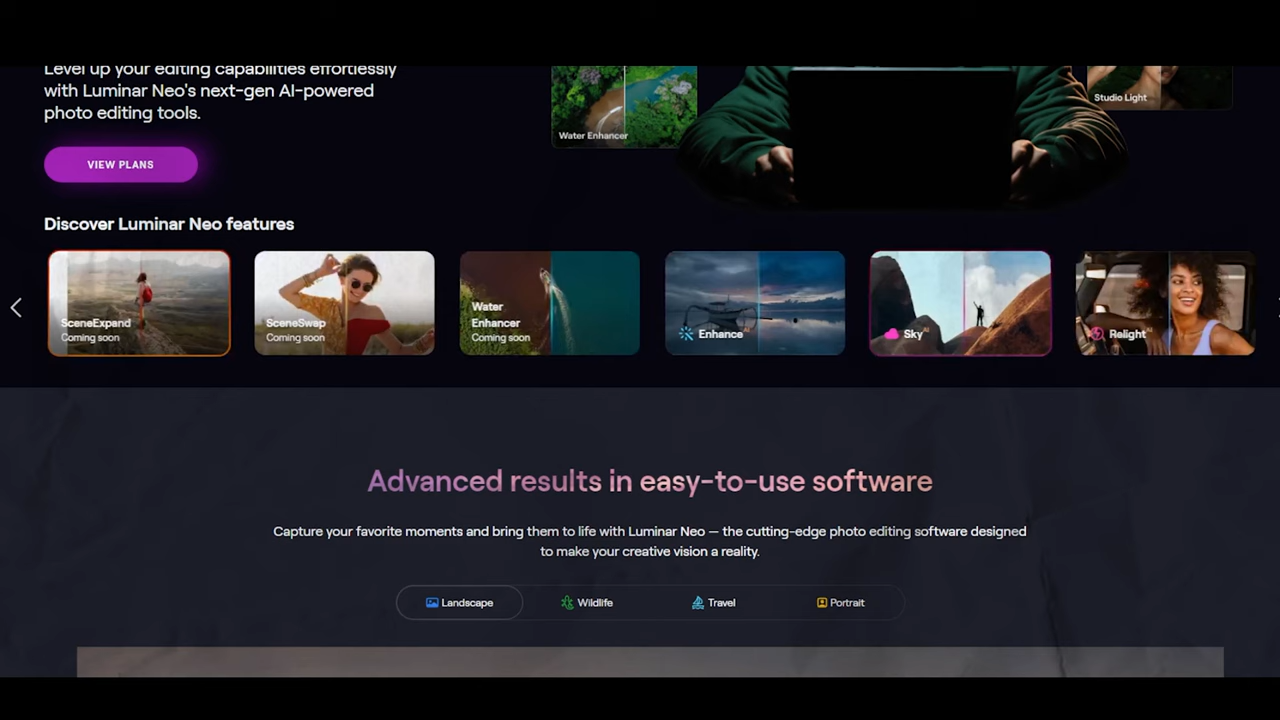 Level up your editing capabilities effortlessly
with Luminar Neo's next-gen AI-powered
photo editing tools.
VIEW PLANS
Water Enhancer
Studio Light
Discover Luminar Neo features
SceneExpand
Coming soon
SceneSwap
Coming soon
Water
Enhancer
Coming soon
Enhance AI
Sky AI
Relight AI
Advanced results in easy-to-use software
Capture your favorite moments and bring them to life with Luminar Neo — the cutting-edge photo editing software designed
to make your creative vision a reality.
Landscape
Wildlife
Travel
Portrait